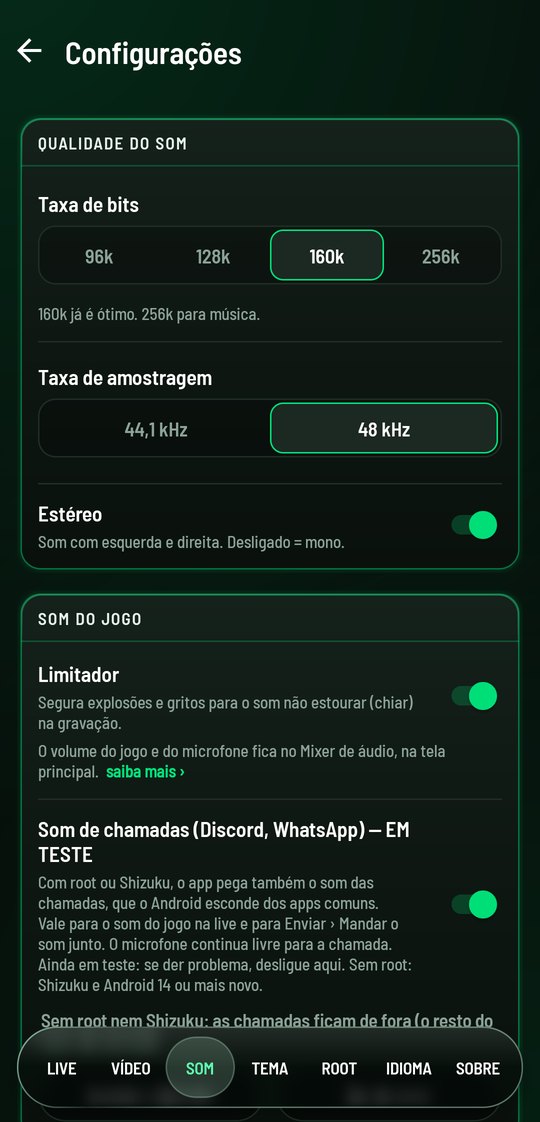 Configurações
QUALIDADE DO SOM
Taxa de bits
96k 128k 160k 256k
160k já é ótimo. 256k para música.
Taxa de amostragem
44,1 kHz 48 kHz
Estéreo
Som com esquerda e direita. Desligado = mono.
SOM DO JOGO
Limitador
Segura explosões e gritos para o som não estourar (chiar)
na gravação.
O volume do jogo e do microfone fica no Mixer de áudio, na tela
principal. saiba mais ›
Som de chamadas (Discord, WhatsApp) — EM
TESTE
Com root ou Shizuku, o app pega também o som das
chamadas, que o Android esconde dos apps comuns.
Vale para o som do jogo na live e para Enviar › Mandar o
som junto. O microfone continua livre para a chamada.
Ainda em teste: se der problema, desligue aqui. Sem root:
Shizuku e Android 14 ou mais novo.
Sem root nem Shizuku: as chamadas ficam de fora (o resto do
LIVE VÍDEO SOM TEMA ROOT IDIOMA SOBRE